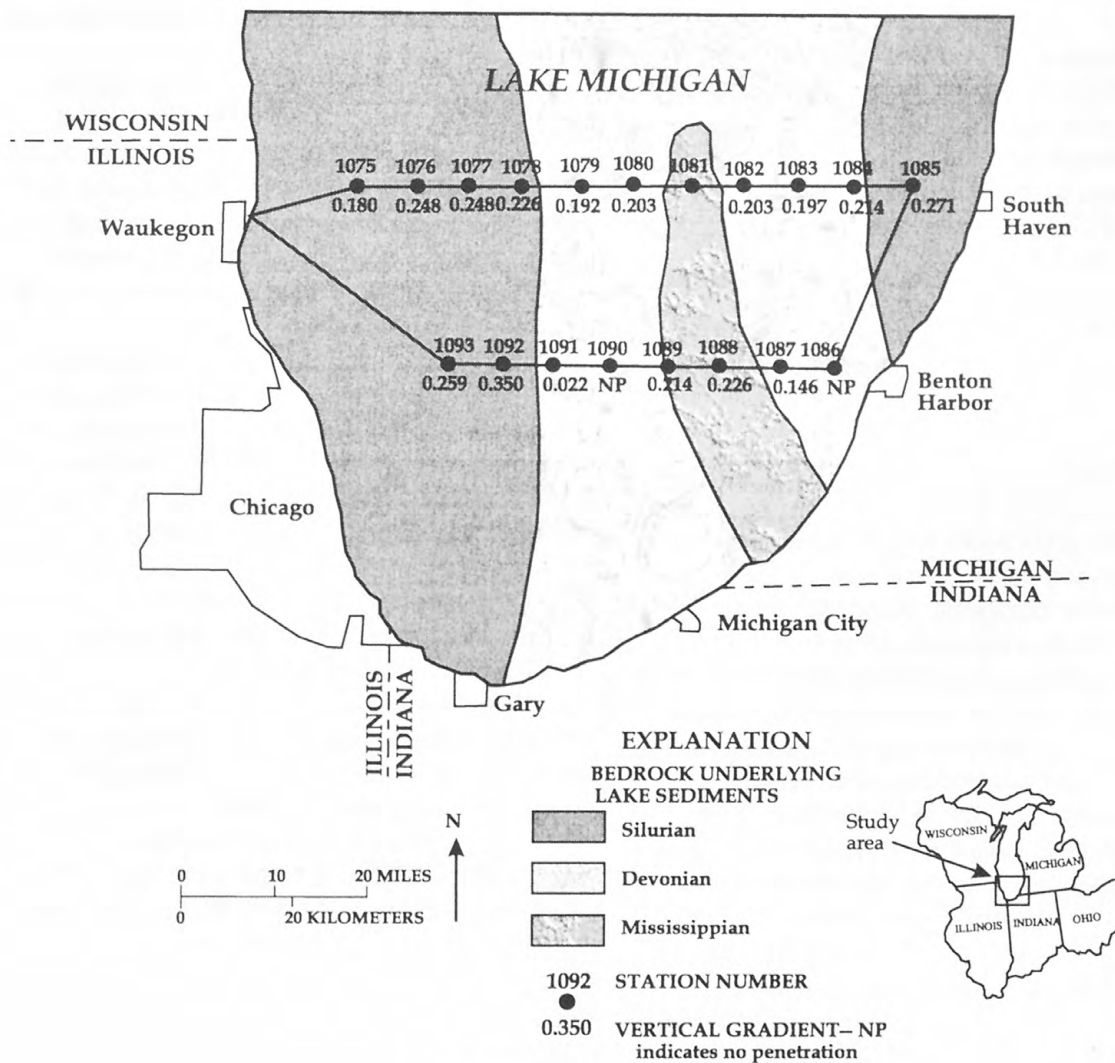 LAKE MICHIGAN
WISCONSIN
ILLINOIS
1075 1076 1077 1078 1079 1080 1081 1082 1083 1084 1085
0.180 0.248 0.248 0.226 0.192 0.203 0.203 0.197 0.214 0.271
Waukegon
South
Haven
1093 1092 1091 1090 1089 1088 1087 1086
0.259 0.350 0.022 NP 0.214 0.226 0.146 NP
Benton
Harbor
Chicago
MICHIGAN
INDIANA
Michigan City
Gary
ILLINOIS
INDIANA
EXPLANATION
BEDROCK UNDERLYING
LAKE SEDIMENTS
Silurian
Devonian
Mississippian
1092 STATION NUMBER
0.350 VERTICAL GRADIENT– NP
indicates no penetration
N
0 10 20 MILES
0 20 KILOMETERS
Study
area
WISCONSIN
MICHIGAN
ILLINOIS
INDIANA
OHIO